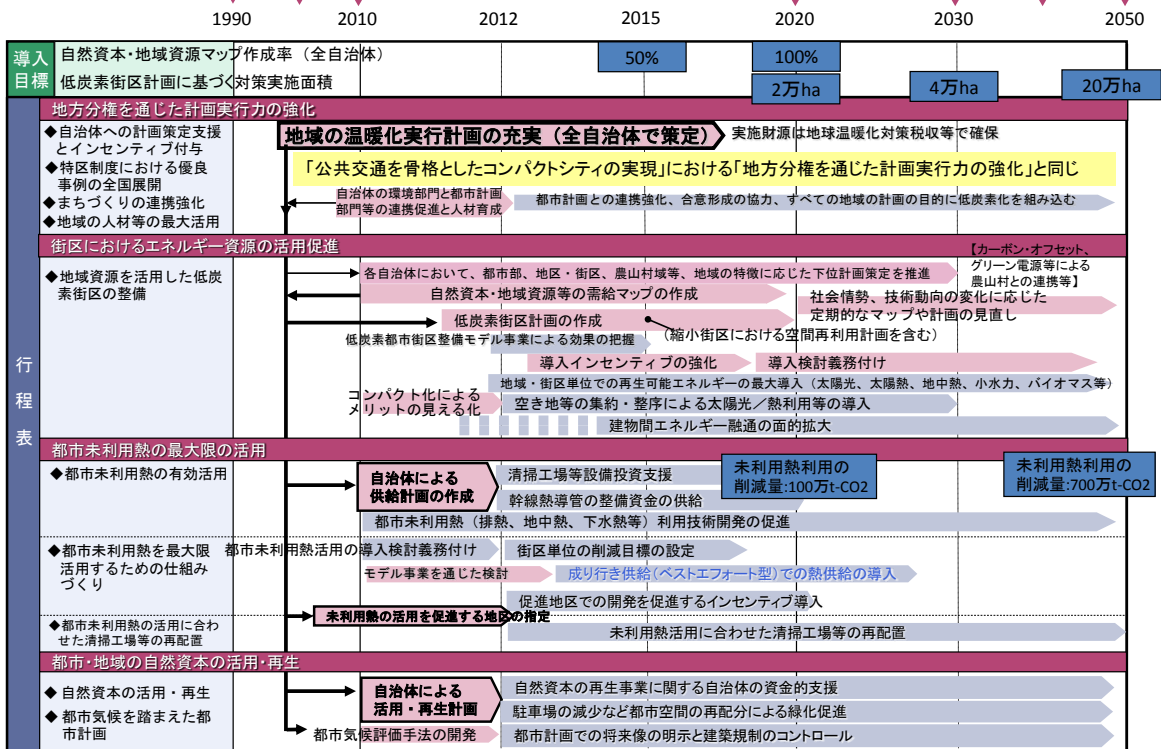 1990 2010 2012 2015 2020 2030 2050
導入
目標
自然資本・地域資源マップ作成率（全自治体）
50% 100%
低炭素街区計画に基づく対策実施面積
2万ha 4万ha 20万ha
行
程
表
地方分権を通じた計画実行力の強化
◆自治体への計画策定支援
とインセンティブ付与
◆特区制度における優良
事例の全国展開
◆まちづくりの連携強化
◆地域の人材等の最大活用
地域の温暖化実行計画の充実（全自治体で策定）
実施財源は地球温暖化対策税収等で確保
「公共交通を骨格としたコンパクトシティの実現」における「地方分権を通じた計画実行力の強化」と同じ
自治体の環境部門と都市計画
部門等の連携促進と人材育成
都市計画との連携強化、合意形成の協力、すべての地域の計画の目的に低炭素化を組み込む
街区におけるエネルギー資源の活用促進
◆地域資源を活用した低炭
素街区の整備
【カーボン・オフセット、
グリーン電源等による
農山村との連携等】
各自治体において、都市部、地区・街区、農山村域等、地域の特徴に応じた下位計画策定を推進
自然資本・地域資源等の需給マップの作成
社会情勢、技術動向の変化に応じた
定期的なマップや計画の見直し
低炭素街区計画の作成
（縮小街区における空間再利用計画を含む）
低炭素都市街区整備モデル事業による効果の把握
導入インセンティブの強化
導入検討義務付け
地域・街区単位での再生可能エネルギーの最大導入（太陽光、太陽熱、地中熱、小水力、バイオマス等）
コンパクト化による
メリットの見える化
空き地等の集約・整序による太陽光／熱利用等の導入
建物間エネルギー融通の面的拡大
都市未利用熱の最大限の活用
◆都市未利用熱の有効活用
自治体による
供給計画の作成
清掃工場等設備投資支援
幹線熱導管の整備資金の供給
未利用熱利用の
削減量:100万t-CO2
未利用熱利用の
削減量:700万t-CO2
都市未利用熱（排熱、地中熱、下水熱等）利用技術開発の促進
◆都市未利用熱を最大限
活用するための仕組み
づくり
都市未利用熱活用の導入検討義務付け
街区単位の削減目標の設定
モデル事業を通じた検討
成り行き供給（ベストエフォート型）での熱供給の導入
促進地区での開発を促進するインセンティブ導入
未利用熱の活用を促進する地区の指定
◆都市未利用熱の活用に合わ
せた清掃工場等の再配置
未利用熱活用に合わせた清掃工場等の再配置
都市・地域の自然資本の活用・再生
◆自然資本の活用・再生
◆都市気候を踏まえた都
市計画
自治体による
活用・再生計画
自然資本の再生事業に関する自治体の資金的支援
駐車場の減少など都市空間の再配分による緑化促進
都市気候評価手法の開発
都市計画での将来像の明示と建築規制のコントロール